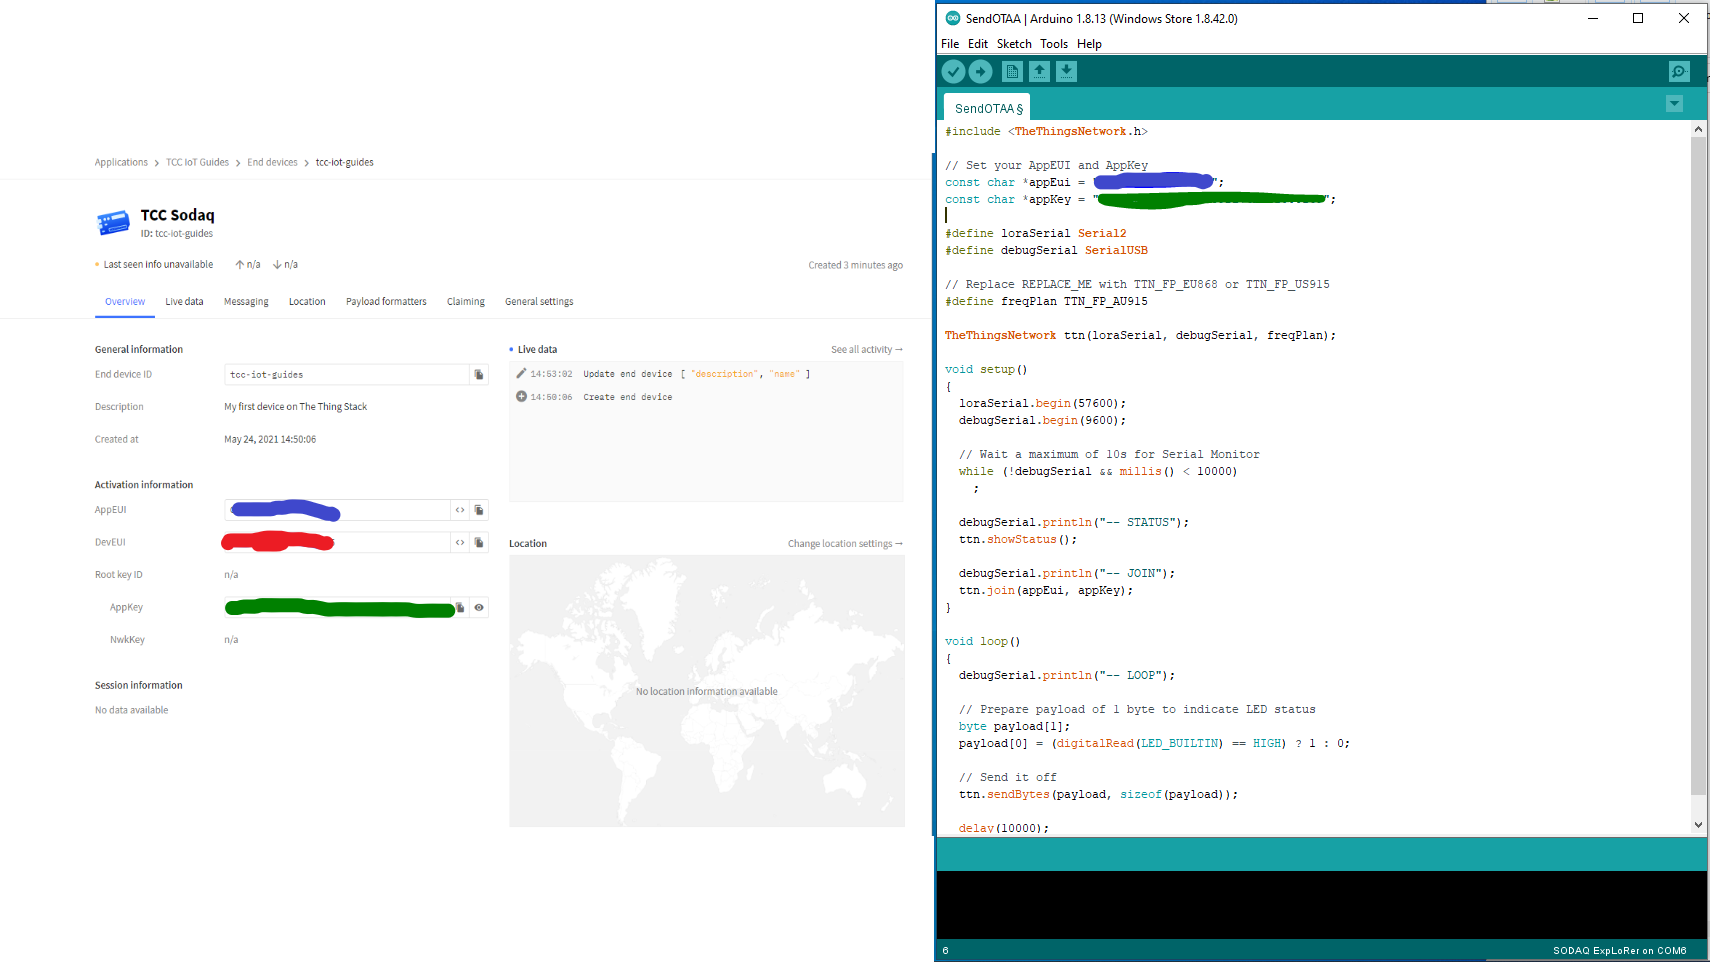 Applications > TCC IoT Guides > End devices > tcc-iot-guides
TCC Sodaq
ID: tcc-iot-guides
Last seen info unavailable ↑ n/a ↓ n/a
Created 3 minutes ago
Overview Live data Messaging Location Payload formatters Claiming General settings
General information
End device ID tcc-iot-guides
Description My first device on The Thing Stack
Created at May 24, 2021 14:50:06
Activation information
AppEUI
DevEUI
Root key ID n/a
AppKey
NwkKey n/a
Session information
No data available
Live data See all activity →
14:53:02 Update end device [ "description", "name" ]
14:50:06 Create end device
Location Change location settings →
No location information available
SendOTAA | Arduino 1.8.13 (Windows Store 1.8.42.0)
File Edit Sketch Tools Help
SendOTAA §
#include <TheThingsNetwork.h>
// Set your AppEUI and AppKey
const char *appEui = "";
const char *appKey = "";
#define loraSerial Serial2
#define debugSerial SerialUSB
// Replace REPLACE_ME with TTN_FP_EU868 or TTN_FP_US915
#define freqPlan TTN_FP_AU915
TheThingsNetwork ttn(loraSerial, debugSerial, freqPlan);
void setup()
{
loraSerial.begin(57600);
debugSerial.begin(9600);
// Wait a maximum of 10s for Serial Monitor
while (!debugSerial && millis() < 10000)
;
debugSerial.println("-- STATUS");
ttn.showStatus();
debugSerial.println("-- JOIN");
ttn.join(appEui, appKey);
}
void loop()
{
debugSerial.println("-- LOOP");
// Prepare payload of 1 byte to indicate LED status
byte payload[1];
payload[0] = (digitalRead(LED_BUILTIN) == HIGH) ? 1 : 0;
// Send it off
ttn.sendBytes(payload, sizeof(payload));
delay(10000);
6
SODAQ ExpLoRer on COM6